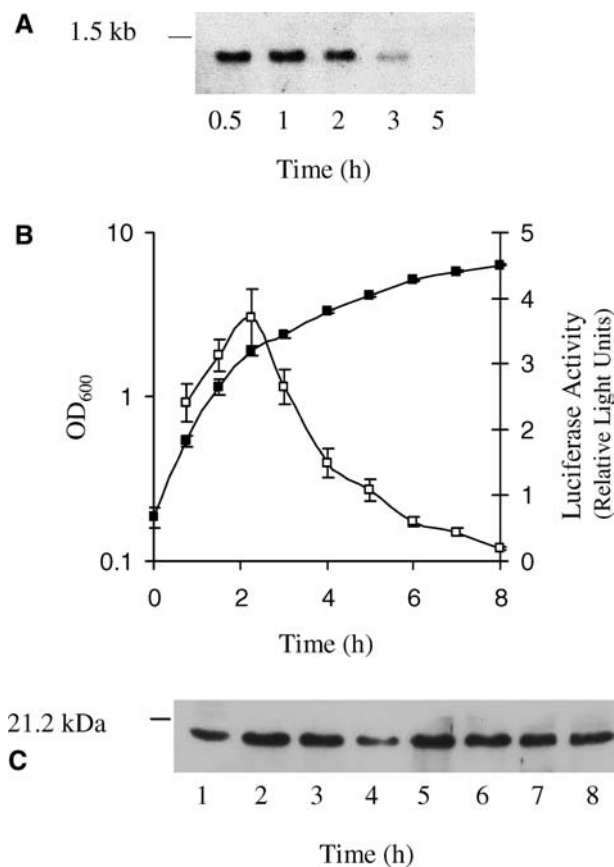 A
1.5 kb
0.5 1 2 3 5
Time (h)
B
10
1
0.1
OD600
5
4
3
2
1
0
Luciferase Activity
(Relative Light Units)
0 2 4 6 8
Time (h)
21.2 kDa
C
1 2 3 4 5 6 7 8
Time (h)